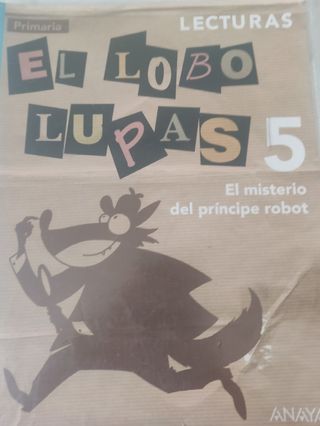 Primaria
LECTURAS
EL LOBO
LUPAS 5
El misterio
del príncipe robot
ANAYA